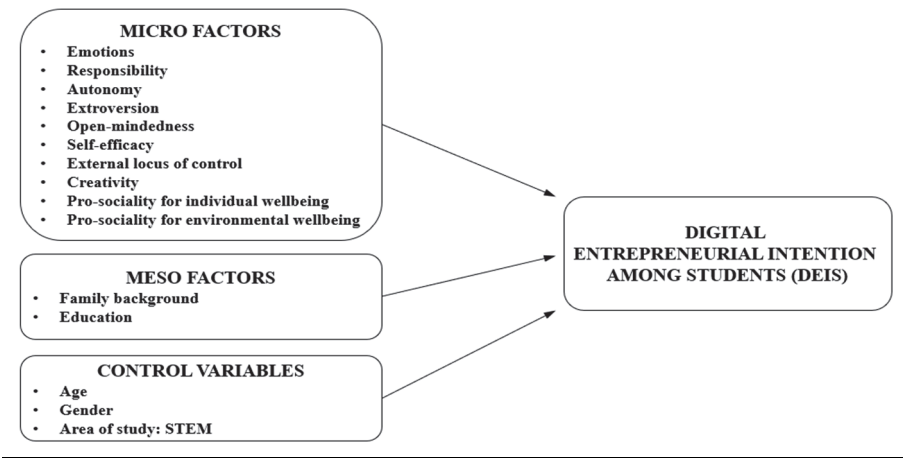 MICRO FACTORS
• Emotions
• Responsibility
• Autonomy
• Extroversion
• Open-mindedness
• Self-efficacy
• External locus of control
• Creativity
• Pro-sociality for individual wellbeing
• Pro-sociality for environmental wellbeing
MESO FACTORS
• Family background
• Education
CONTROL VARIABLES
• Age
• Gender
• Area of study: STEM
DIGITAL
ENTREPRENEURIAL INTENTION
AMONG STUDENTS (DEIS)